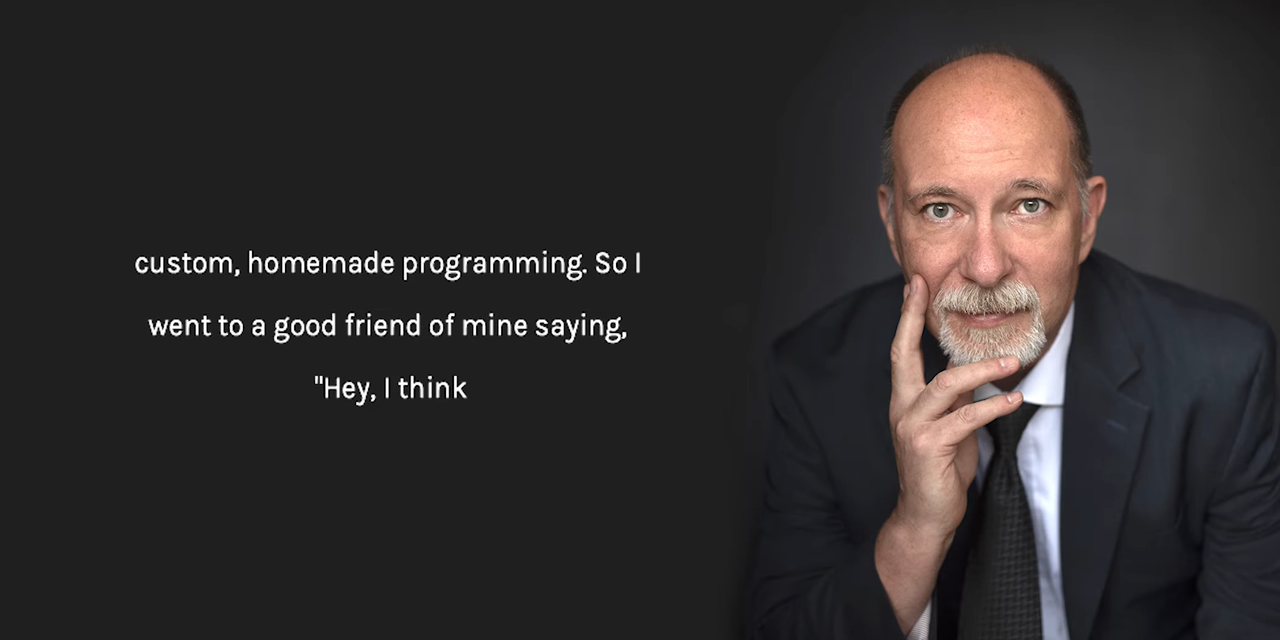 custom, homemade programming. So I
went to a good friend of mine saying,
"Hey, I think